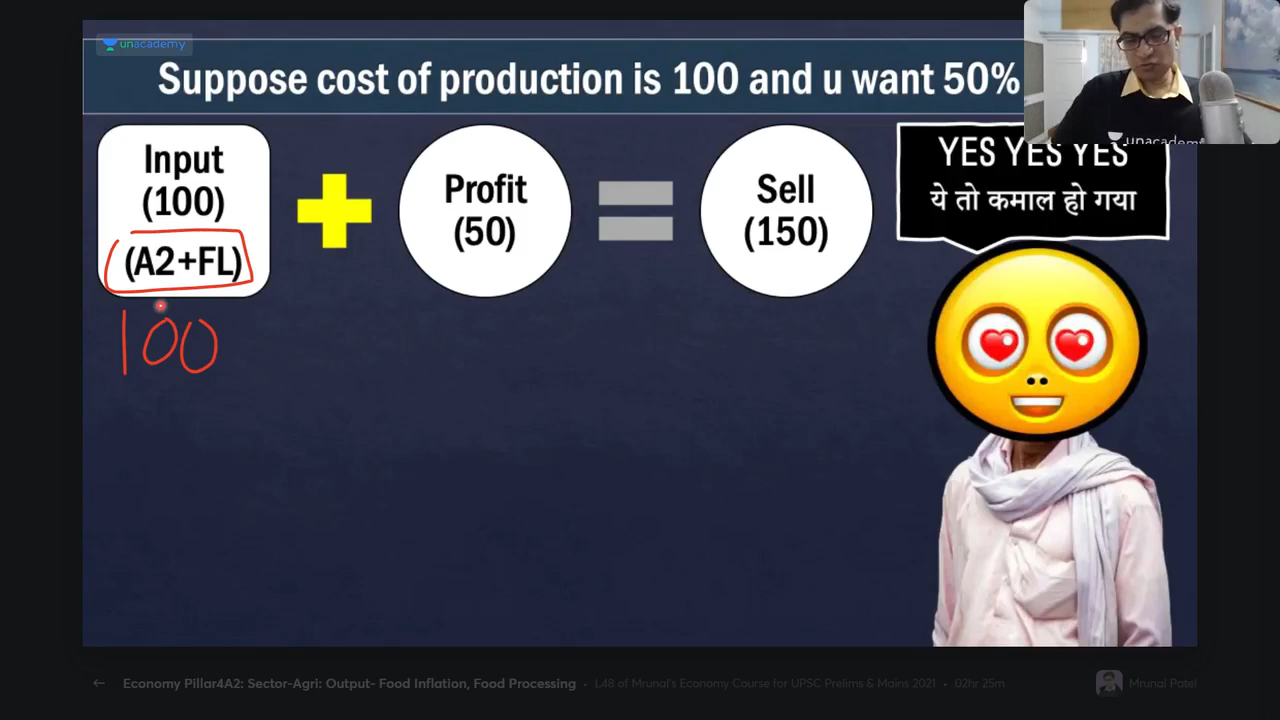 unacademy
Suppose cost of production is 100 and u want 50%
Input
(100)
(A2+FL)
Profit
(50)
Sell
(150)
YES YES YES
ये तो कमाल हो गया
unacademy
100
← Economy Pillar4A2: Sector-Agri: Output- Food Inflation, Food Processing • L48 of Mrunal's Economy Course for UPSC Prelims & Mains 2021 • 02hr 25m
Mrunal Patel